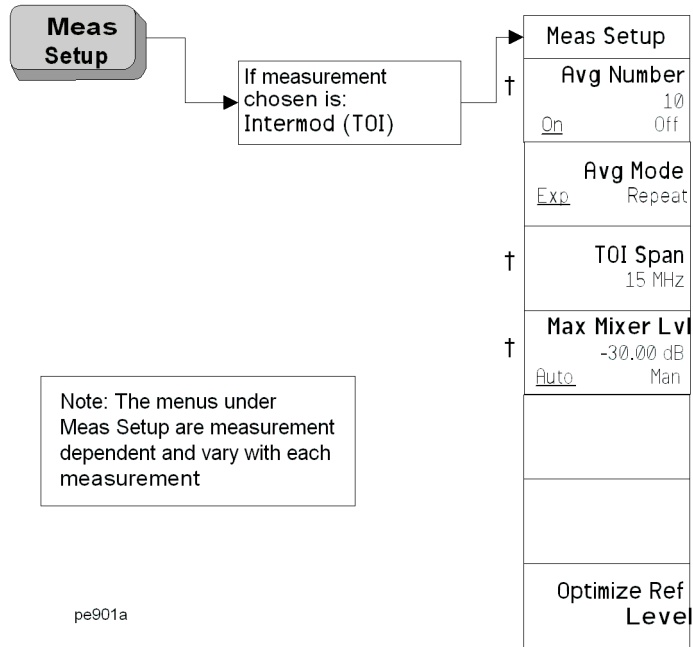 Meas
Setup
If measurement
chosen is:
Intermod (TOI)
Meas Setup
† Avg Number
10
On Off
Avg Mode
Exp Repeat
† TOI Span
15 MHz
† Max Mixer Lvl
-30.00 dB
Auto Man
Optimize Ref
Level
Note: The menus under
Meas Setup are measurement
dependent and vary with each
measurement
pe901a